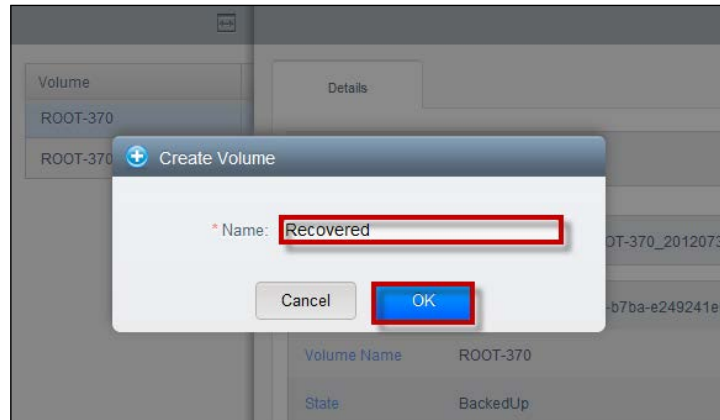 Volume
Details
ROOT-370
ROOT-370
Create Volume
* Name: Recovered
OT-370_2012073
Cancel OK
-b7ba-e249241e
Volume Name ROOT-370
State BackedUp